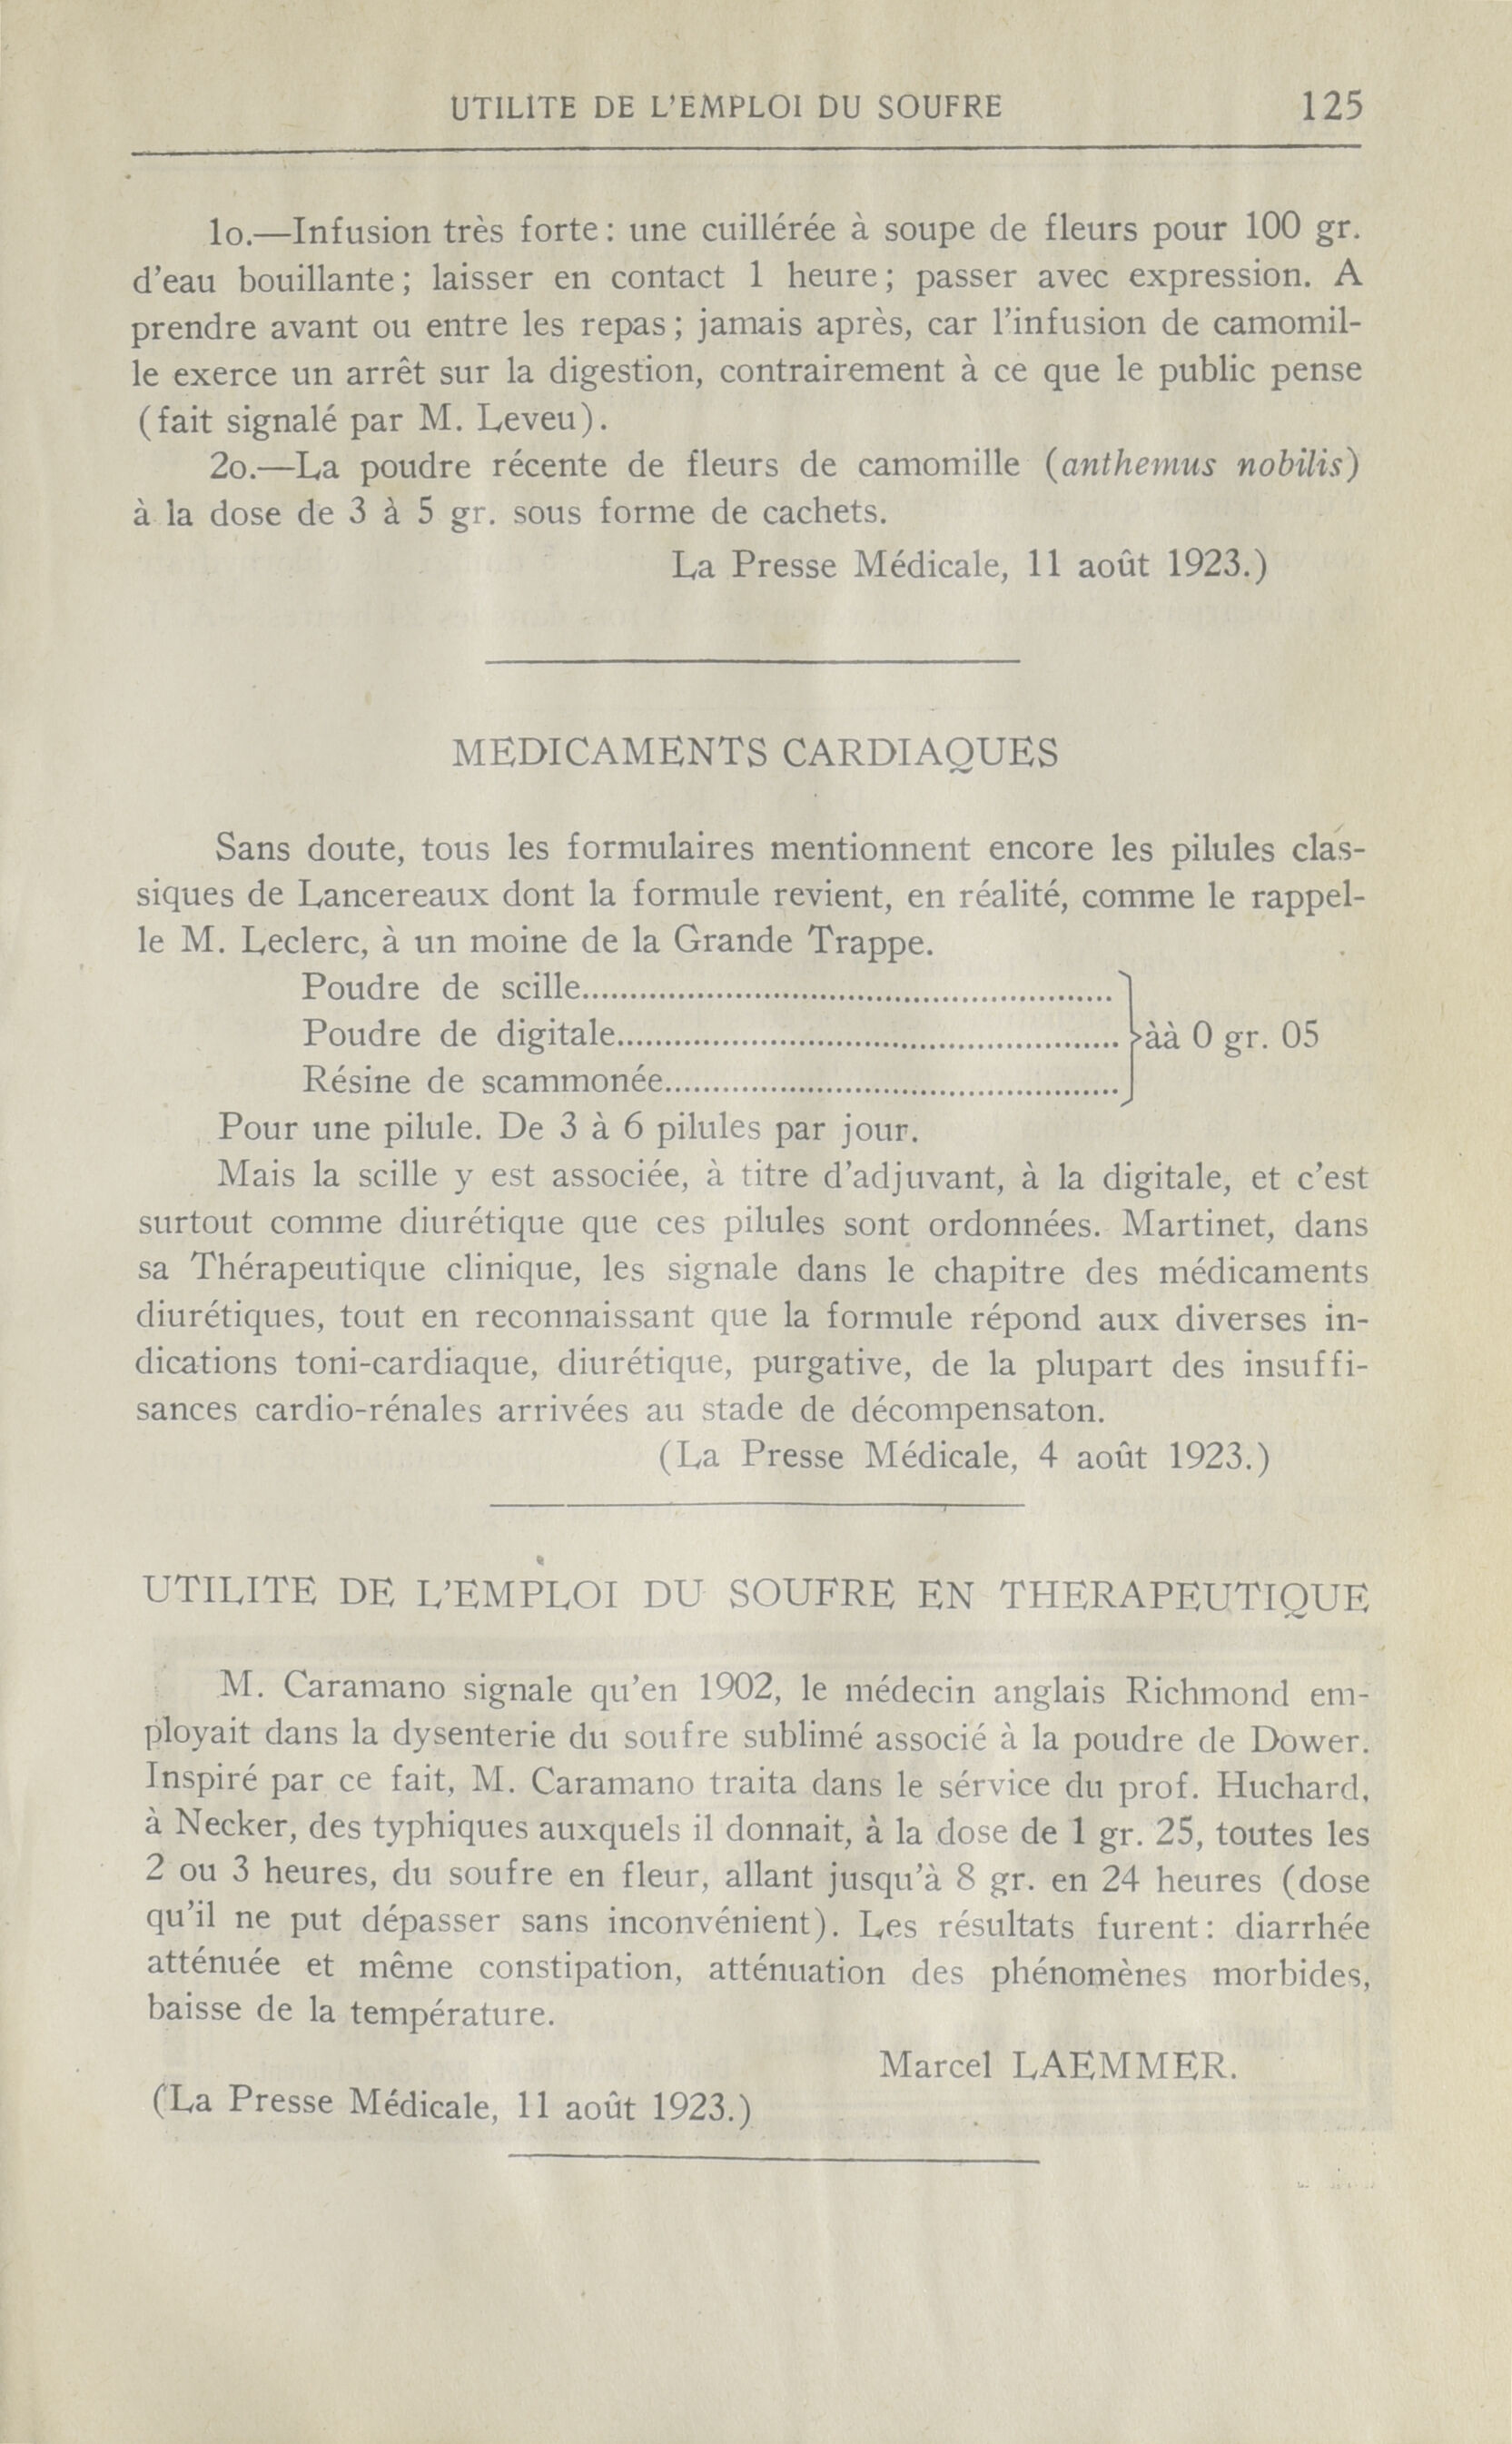 UTILITE DE L'EMPLOI DU SOUFRE 125
1o.—Infusion très forte: une cuillérée à soupe de fleurs pour 100 gr.
d'eau bouillante; laisser en contact 1 heure; passer avec expression. A
prendre avant ou entre les repas; jamais après, car l'infusion de camomil-
le exerce un arrêt sur la digestion, contrairement à ce que le public pense
(fait signalé par M. Leveu).
2o.—La poudre récente de fleurs de camomille (anthemus nobilis)
à la dose de 3 à 5 gr. sous forme de cachets.
La Presse Médicale, 11 août 1923.)
MEDICAMENTS CARDIAQUES
Sans doute, tous les formulaires mentionnent encore les pilules clas-
siques de Lancereaux dont la formule revient, en réalité, comme le rappel-
le M. Leclerc, à un moine de la Grande Trappe.
Poudre de scille
Poudre de digitale àà 0 gr. 05
Résine de scammonée
Pour une pilule. De 3 à 6 pilules par jour.
Mais la scille y est associée, à titre d'adjuvant, à la digitale, et c'est
surtout comme diurétique que ces pilules sont ordonnées. Martinet, dans
sa Thérapeutique clinique, les signale dans le chapitre des médicaments
diurétiques, tout en reconnaissant que la formule répond aux diverses in-
dications toni-cardiaque, diurétique, purgative, de la plupart des insuffi-
sances cardio-rénales arrivées au stade de décompensaton.
(La Presse Médicale, 4 août 1923.)
UTILITE DE L'EMPLOI DU SOUFRE EN THERAPEUTIQUE
M. Caramano signale qu'en 1902, le médecin anglais Richmond em-
ployait dans la dysenterie du soufre sublimé associé à la poudre de Dower.
Inspiré par ce fait, M. Caramano traita dans le sérvice du prof. Huchard,
à Necker, des typhiques auxquels il donnait, à la dose de 1 gr. 25, toutes les
2 ou 3 heures, du soufre en fleur, allant jusqu'à 8 gr. en 24 heures (dose
qu'il ne put dépasser sans inconvénient). Les résultats furent: diarrhée
atténuée et même constipation, atténuation des phénomènes morbides,
baisse de la température.
Marcel LAEMMER.
(La Presse Médicale, 11 août 1923.)